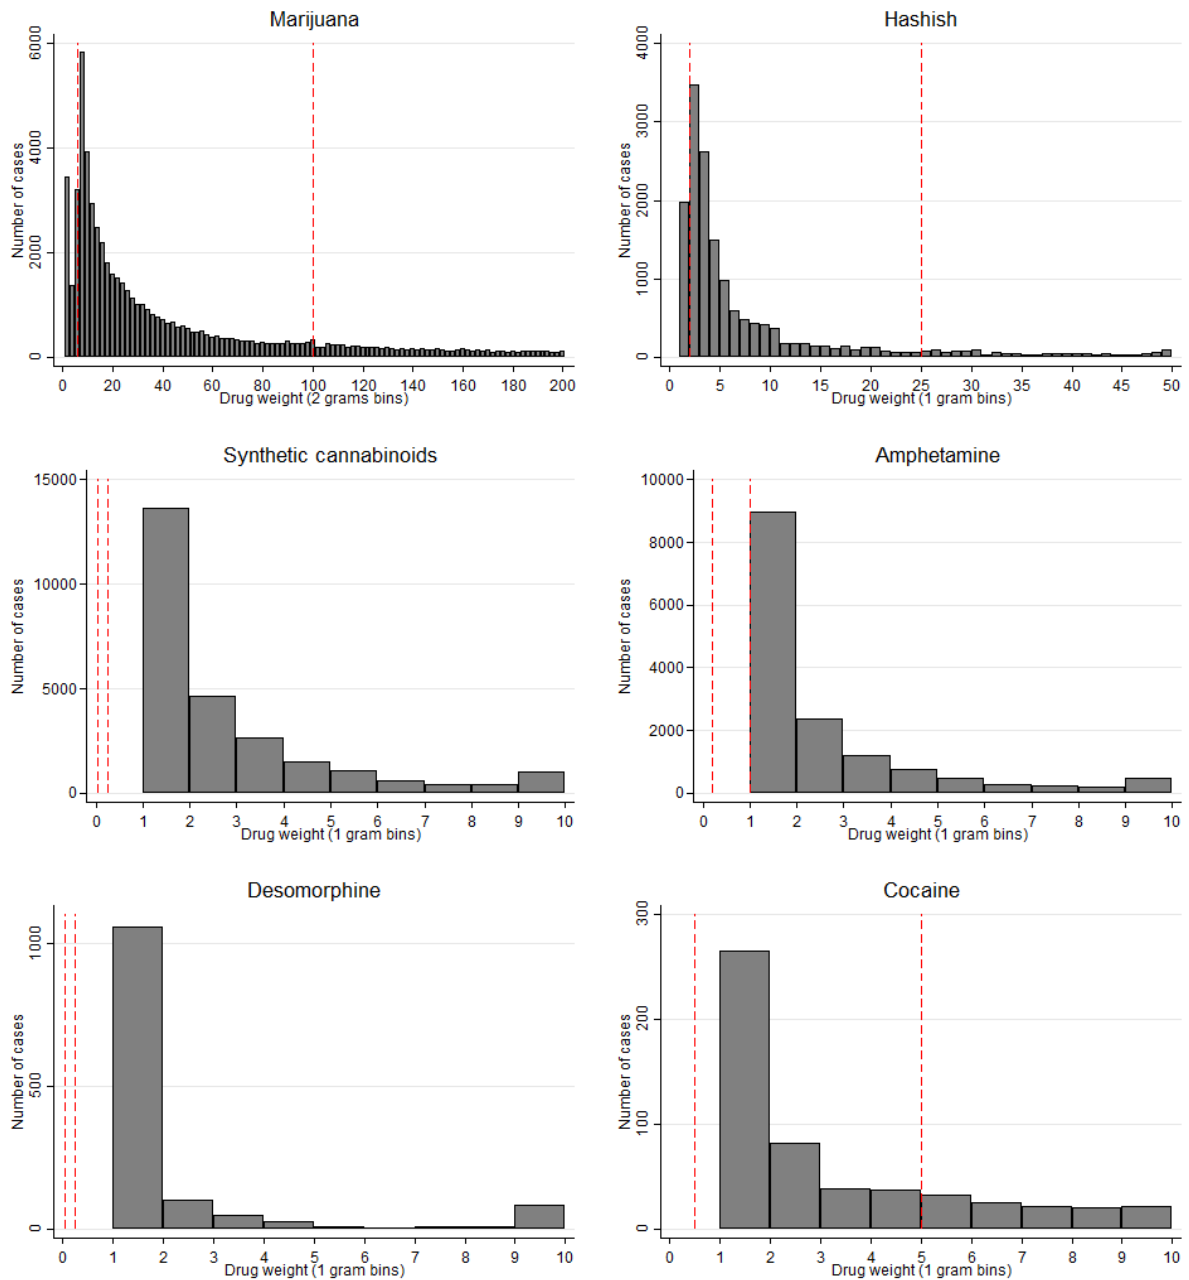 Marijuana
Number of cases
6000
4000
2000
0
0 20 40 60 80 100 120 140 160 180 200
Drug weight (2 grams bins)
Hashish
Number of cases
4000
3000
2000
1000
0
0 5 10 15 20 25 30 35 40 45 50
Drug weight (1 gram bins)
Synthetic cannabinoids
Number of cases
15000
10000
5000
0
0 1 2 3 4 5 6 7 8 9 10
Drug weight (1 gram bins)
Amphetamine
Number of cases
10000
8000
6000
4000
2000
0
0 1 2 3 4 5 6 7 8 9 10
Drug weight (1 gram bins)
Desomorphine
Number of cases
1000
500
0
0 1 2 3 4 5 6 7 8 9 10
Drug weight (1 gram bins)
Cocaine
Number of cases
300
200
100
0
0 1 2 3 4 5 6 7 8 9 10
Drug weight (1 gram bins)